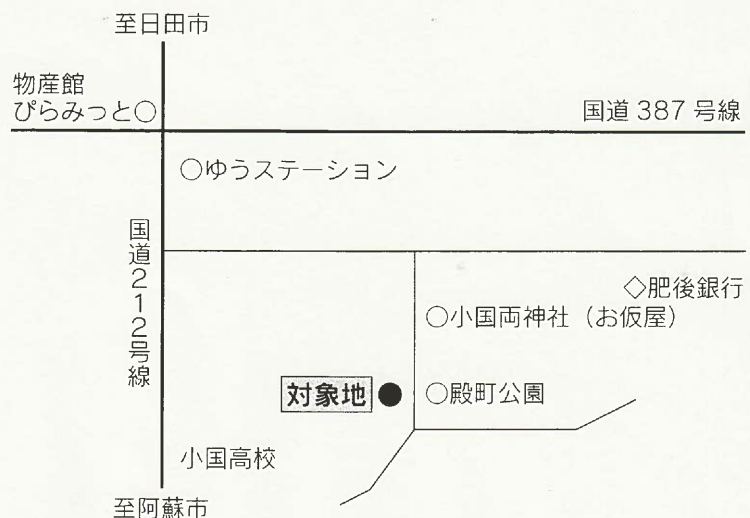 至日田市
物産館
ぴらみっと○
国道387号線
○ゆうステーション
国道212号線
◇肥後銀行
○小国両神社（お仮屋）
対象地
○殿町公園
小国高校
至阿蘇市